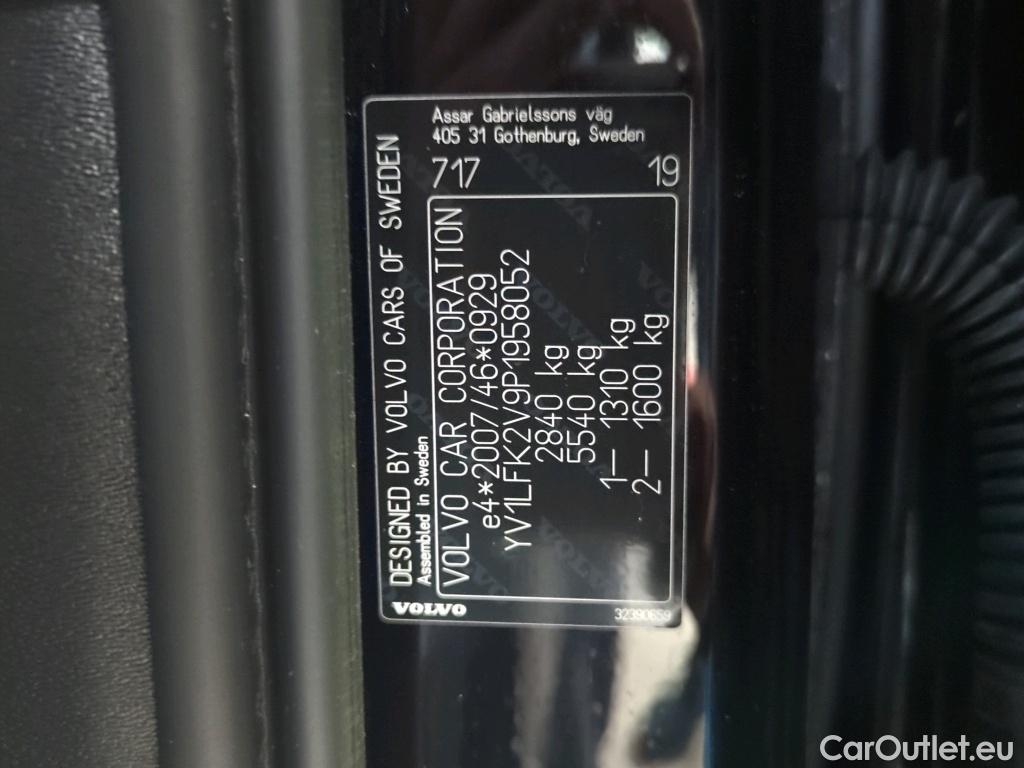 DESIGNED BY VOLVO CARS OF SWEDEN
Assembled in Sweden
VOLVO CAR CORPORATION
e4*2007/46*0929
YV1LFK2V9P1958052
2840 kg
5540 kg
1– 1310 kg
2– 1600 kg
Assar Gabrielssons väg
405 31 Gothenburg, Sweden
717
19
VOLVO
32390659
CarOutlet.eu